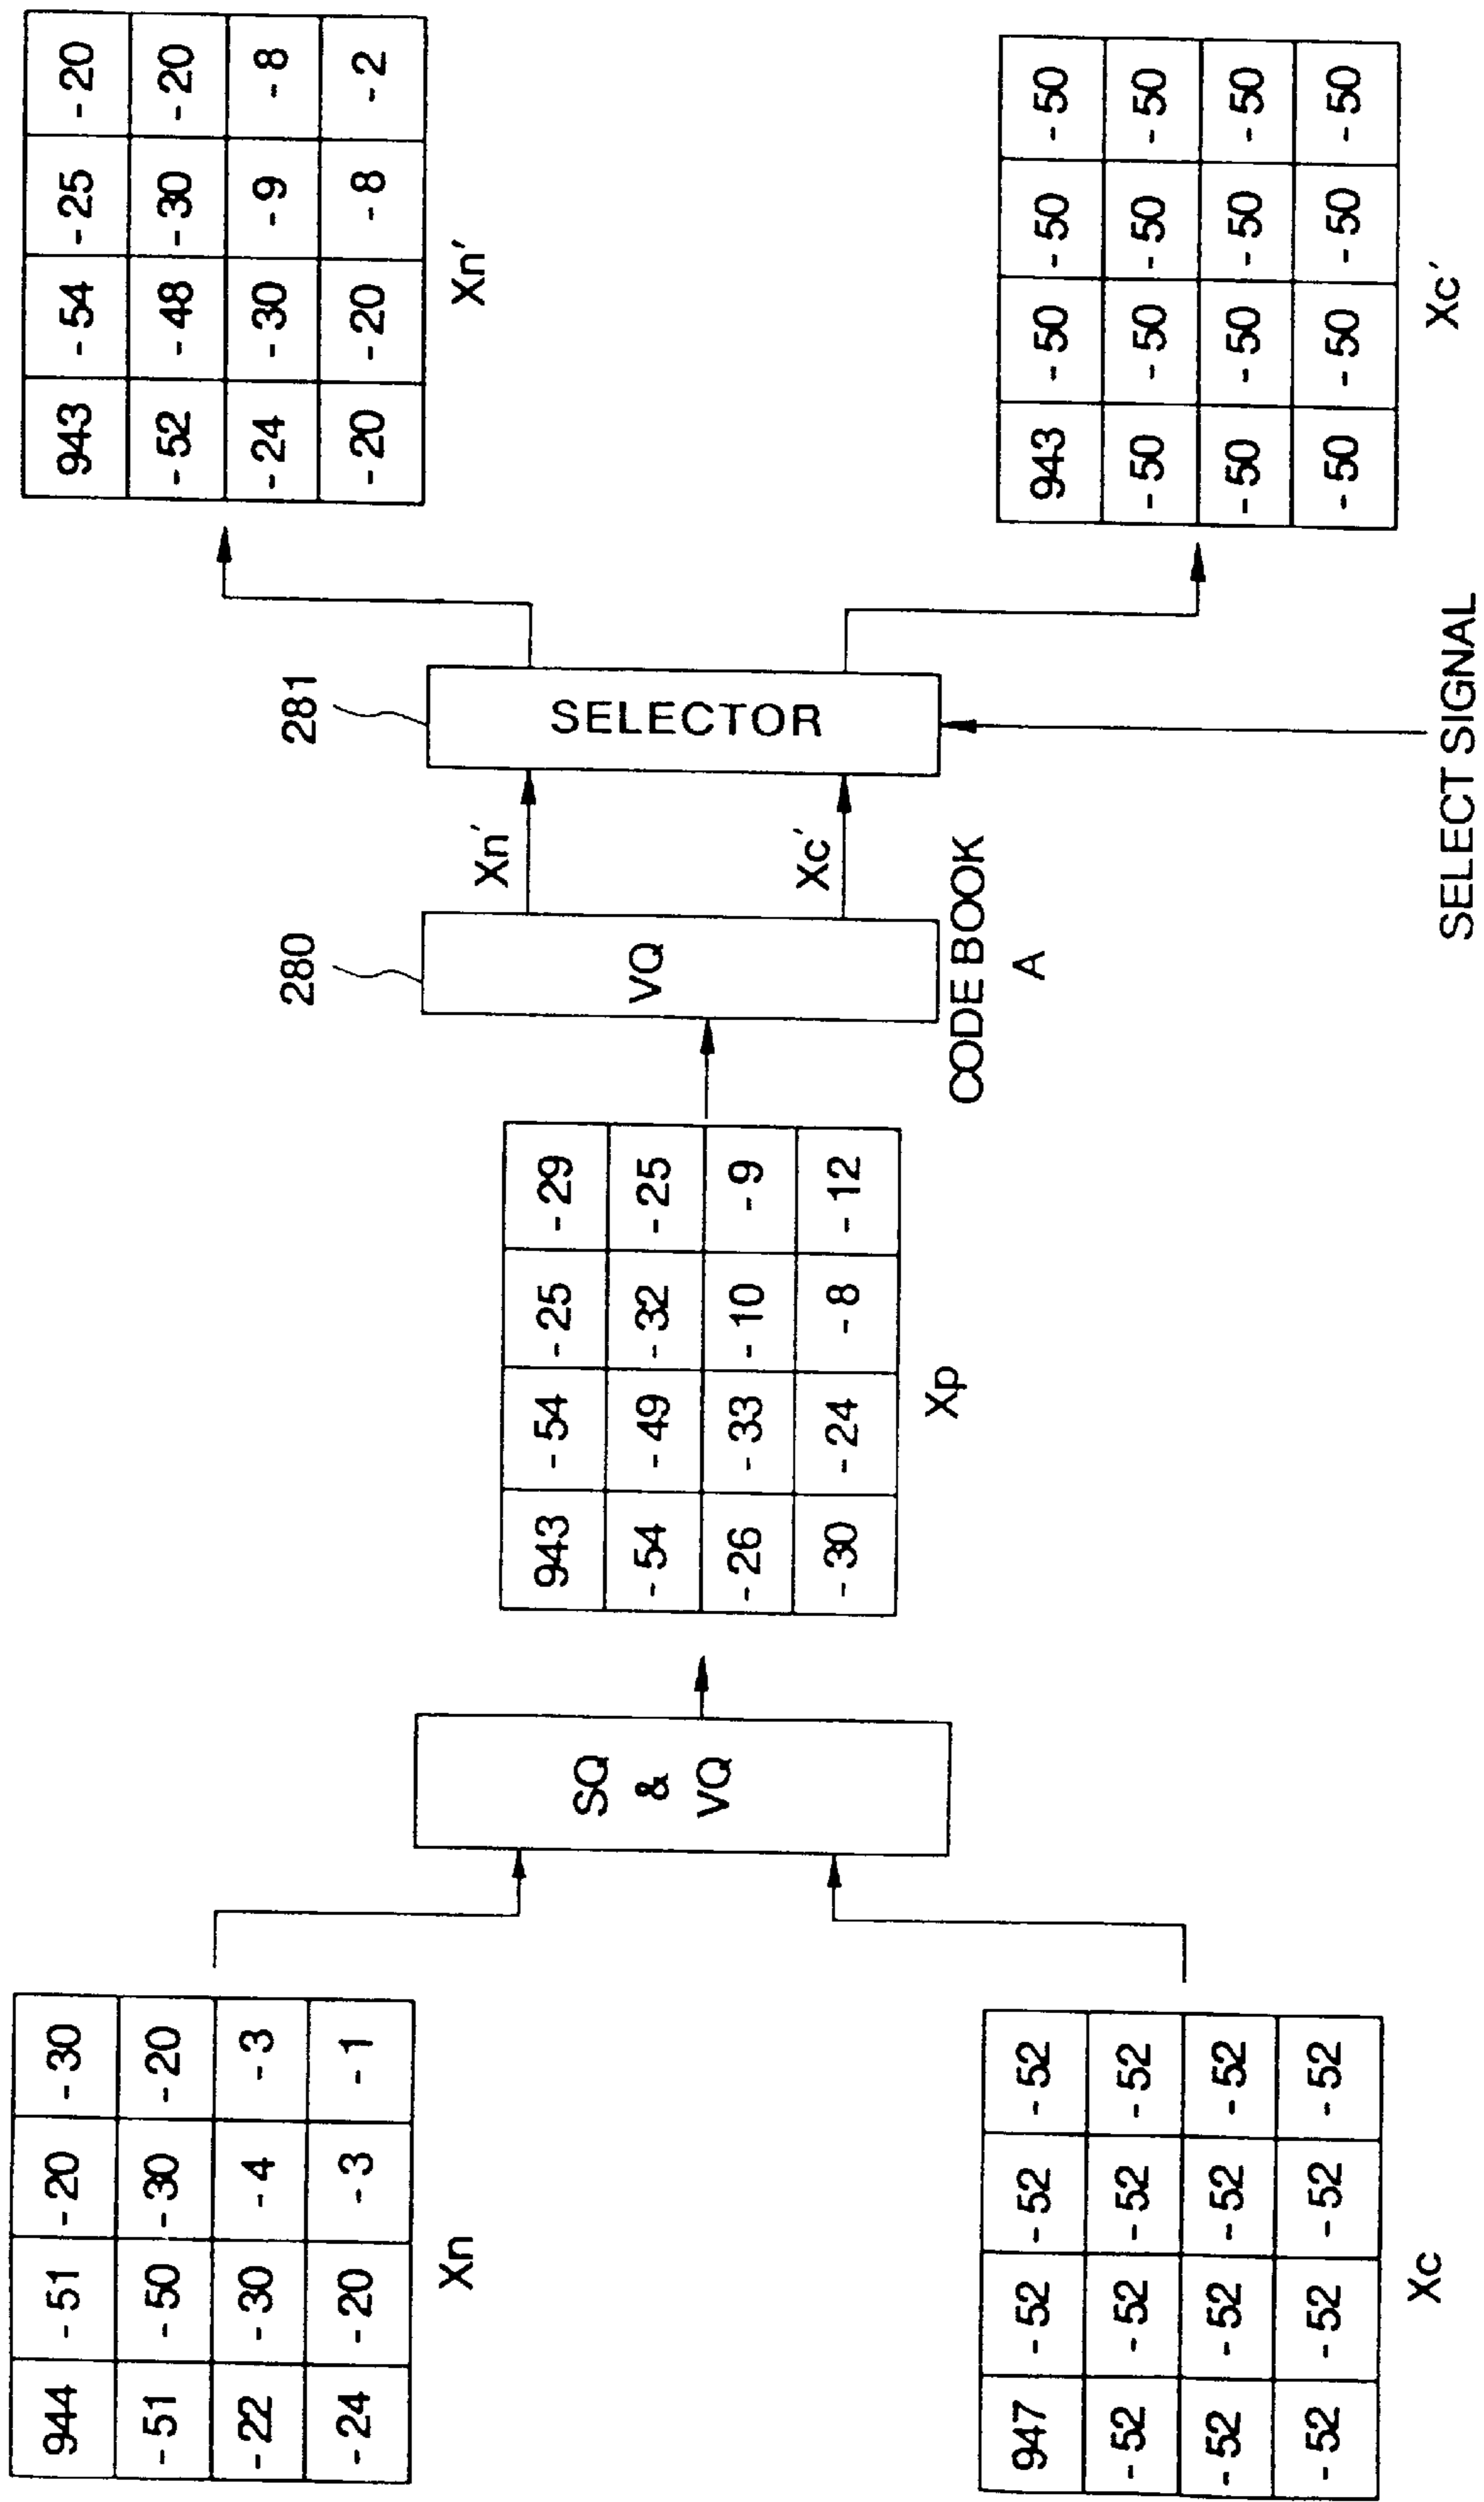 944 - 51 - 20 - 30
- 51 - 50 - 30 - 20
- 22 - 30 - 4 - 3
- 24 - 20 - 3 - 1
Xn
947 - 52 - 52 - 52
- 52 - 52 - 52 - 52
- 52 - 52 - 52 - 52
- 52 - 52 - 52 - 52
Xc
SQ
&
VQ
943 - 54 - 25 - 29
- 54 - 49 - 32 - 25
- 26 - 33 - 10 - 9
- 30 - 24 - 8 - 12
Xp
280
VQ
CODE BOOK
A
Xn'
Xc'
281
SELECTOR
SELECT SIGNAL
943 - 54 - 25 - 20
- 52 - 48 - 30 - 20
- 24 - 30 - 9 - 8
- 20 - 20 - 8 - 2
Xn'
943 - 50 - 50 - 50
- 50 - 50 - 50 - 50
- 50 - 50 - 50 - 50
- 50 - 50 - 50 - 50
Xc'